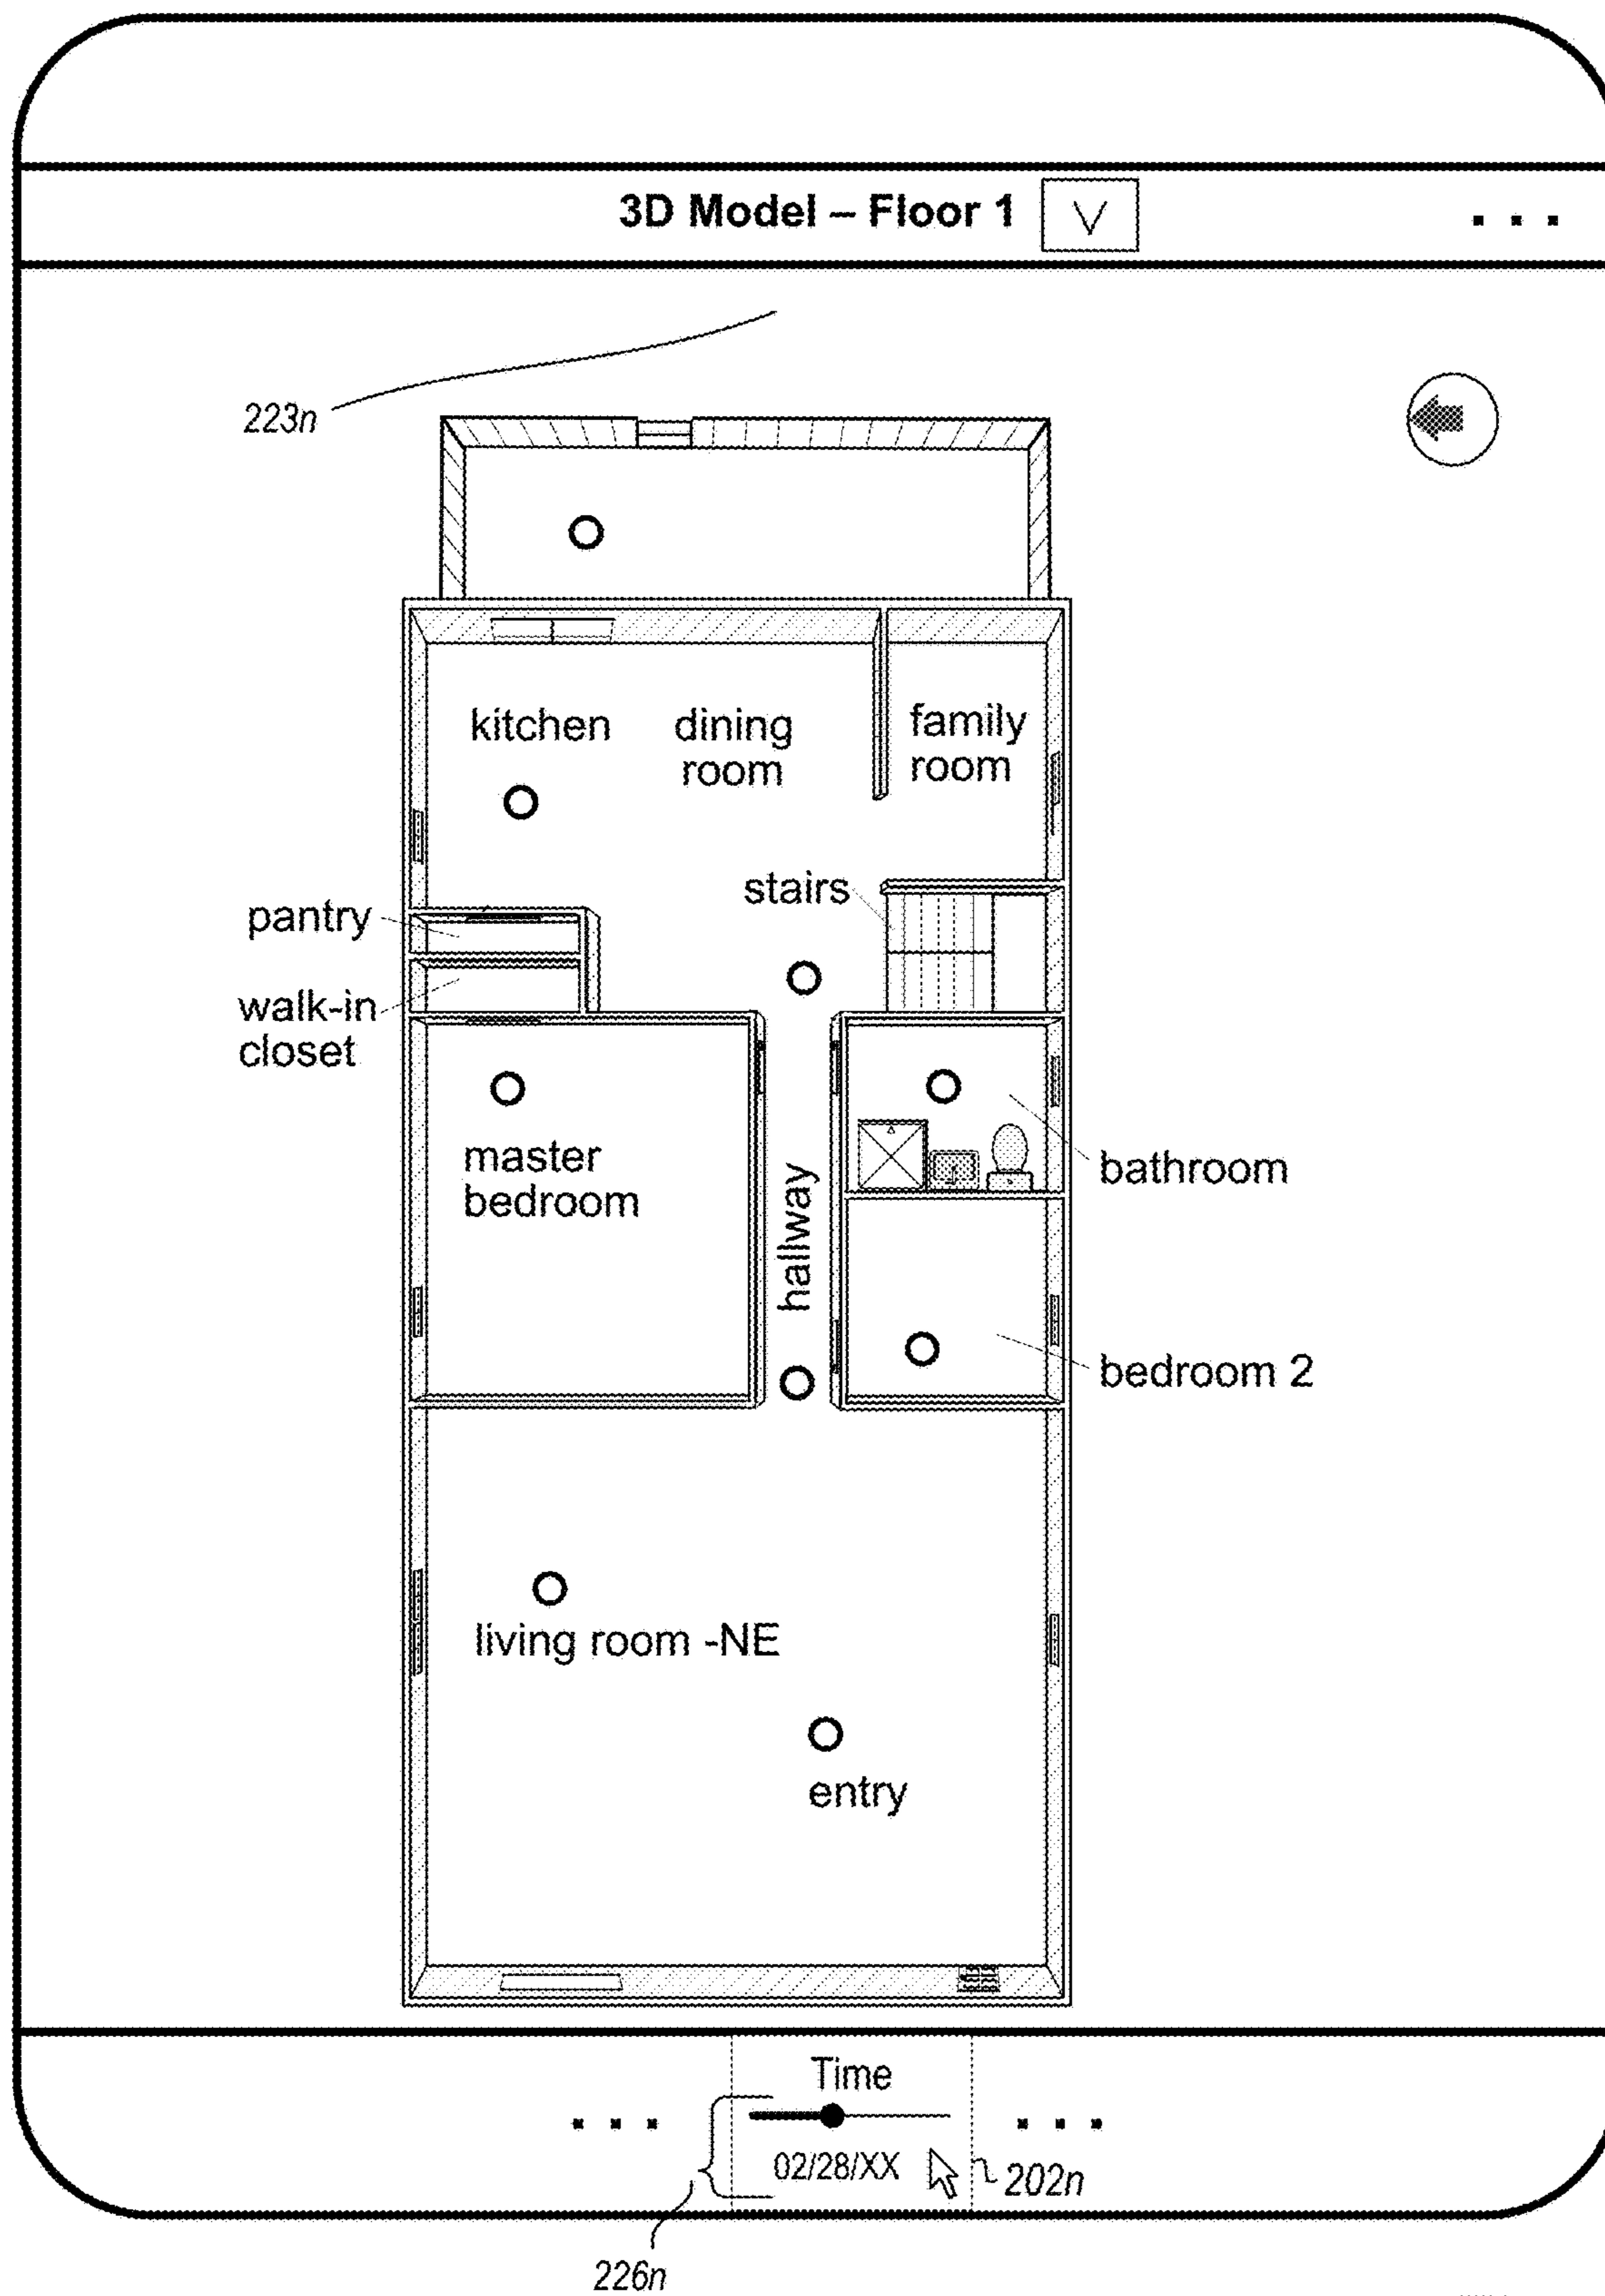 3D Model – Floor 1 V
. . .
223n
kitchen
dining
room
family
room
stairs
pantry
walk-in
closet
master
bedroom
hallway
bathroom
bedroom 2
living room -NE
entry
Time
. . .
. . .
02/28/XX
202n
226n